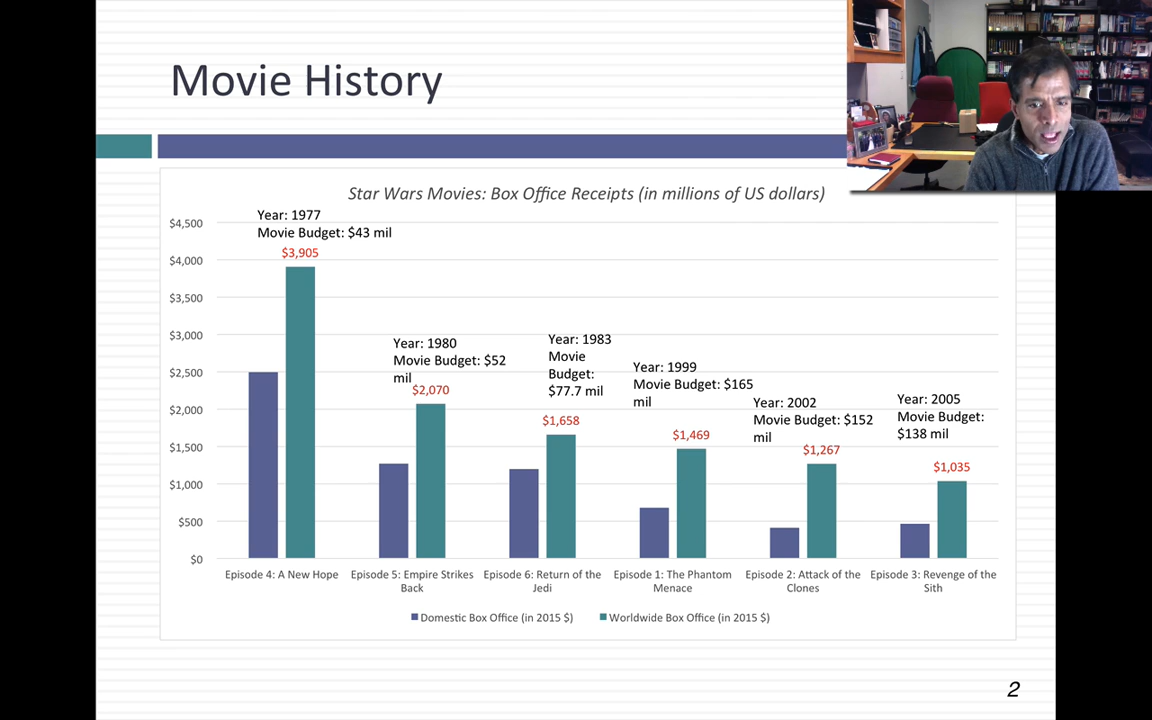 Movie History
Star Wars Movies: Box Office Receipts (in millions of US dollars)
$4,500
$4,000
$3,500
$3,000
$2,500
$2,000
$1,500
$1,000
$500
$0
Year: 1977
Movie Budget: $43 mil
$3,905
Year: 1980
Movie Budget: $52
mil
$2,070
Year: 1983
Movie
Budget:
$77.7 mil
$1,658
Year: 1999
Movie Budget: $165
mil
$1,469
Year: 2002
Movie Budget: $152
mil
$1,267
Year: 2005
Movie Budget:
$138 mil
$1,035
Episode 4: A New Hope
Episode 5: Empire Strikes
Back
Episode 6: Return of the
Jedi
Episode 1: The Phantom
Menace
Episode 2: Attack of the
Clones
Episode 3: Revenge of the
Sith
Domestic Box Office (in 2015 $)
Worldwide Box Office (in 2015 $)
2